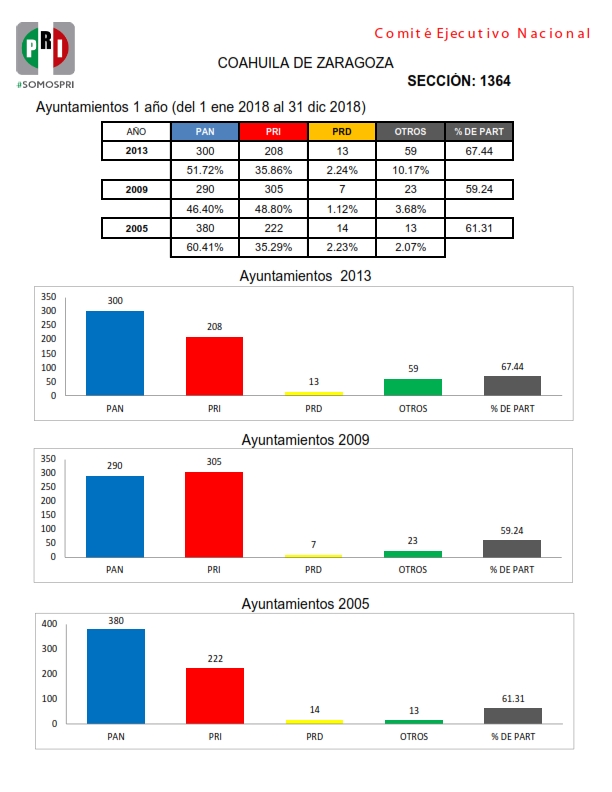 Comité Ejecutivo Nacional
PRI
#SOMOSPRI
COAHUILA DE ZARAGOZA
SECCIÓN: 1364
Ayuntamientos 1 año (del 1 ene 2018 al 31 dic 2018)
AÑO PAN PRI PRD OTROS % DE PART
2013 300 208 13 59 67.44
51.72% 35.86% 2.24% 10.17%
2009 290 305 7 23 59.24
46.40% 48.80% 1.12% 3.68%
2005 380 222 14 13 61.31
60.41% 35.29% 2.23% 2.07%
Ayuntamientos 2013
350
300
250
200
150
100
50
0
300 208 13 59 67.44
PAN PRI PRD OTROS % DE PART
Ayuntamientos 2009
350
300
250
200
150
100
50
0
290 305 7 23 59.24
PAN PRI PRD OTROS % DE PART
Ayuntamientos 2005
400
300
200
100
0
380 222 14 13 61.31
PAN PRI PRD OTROS % DE PART